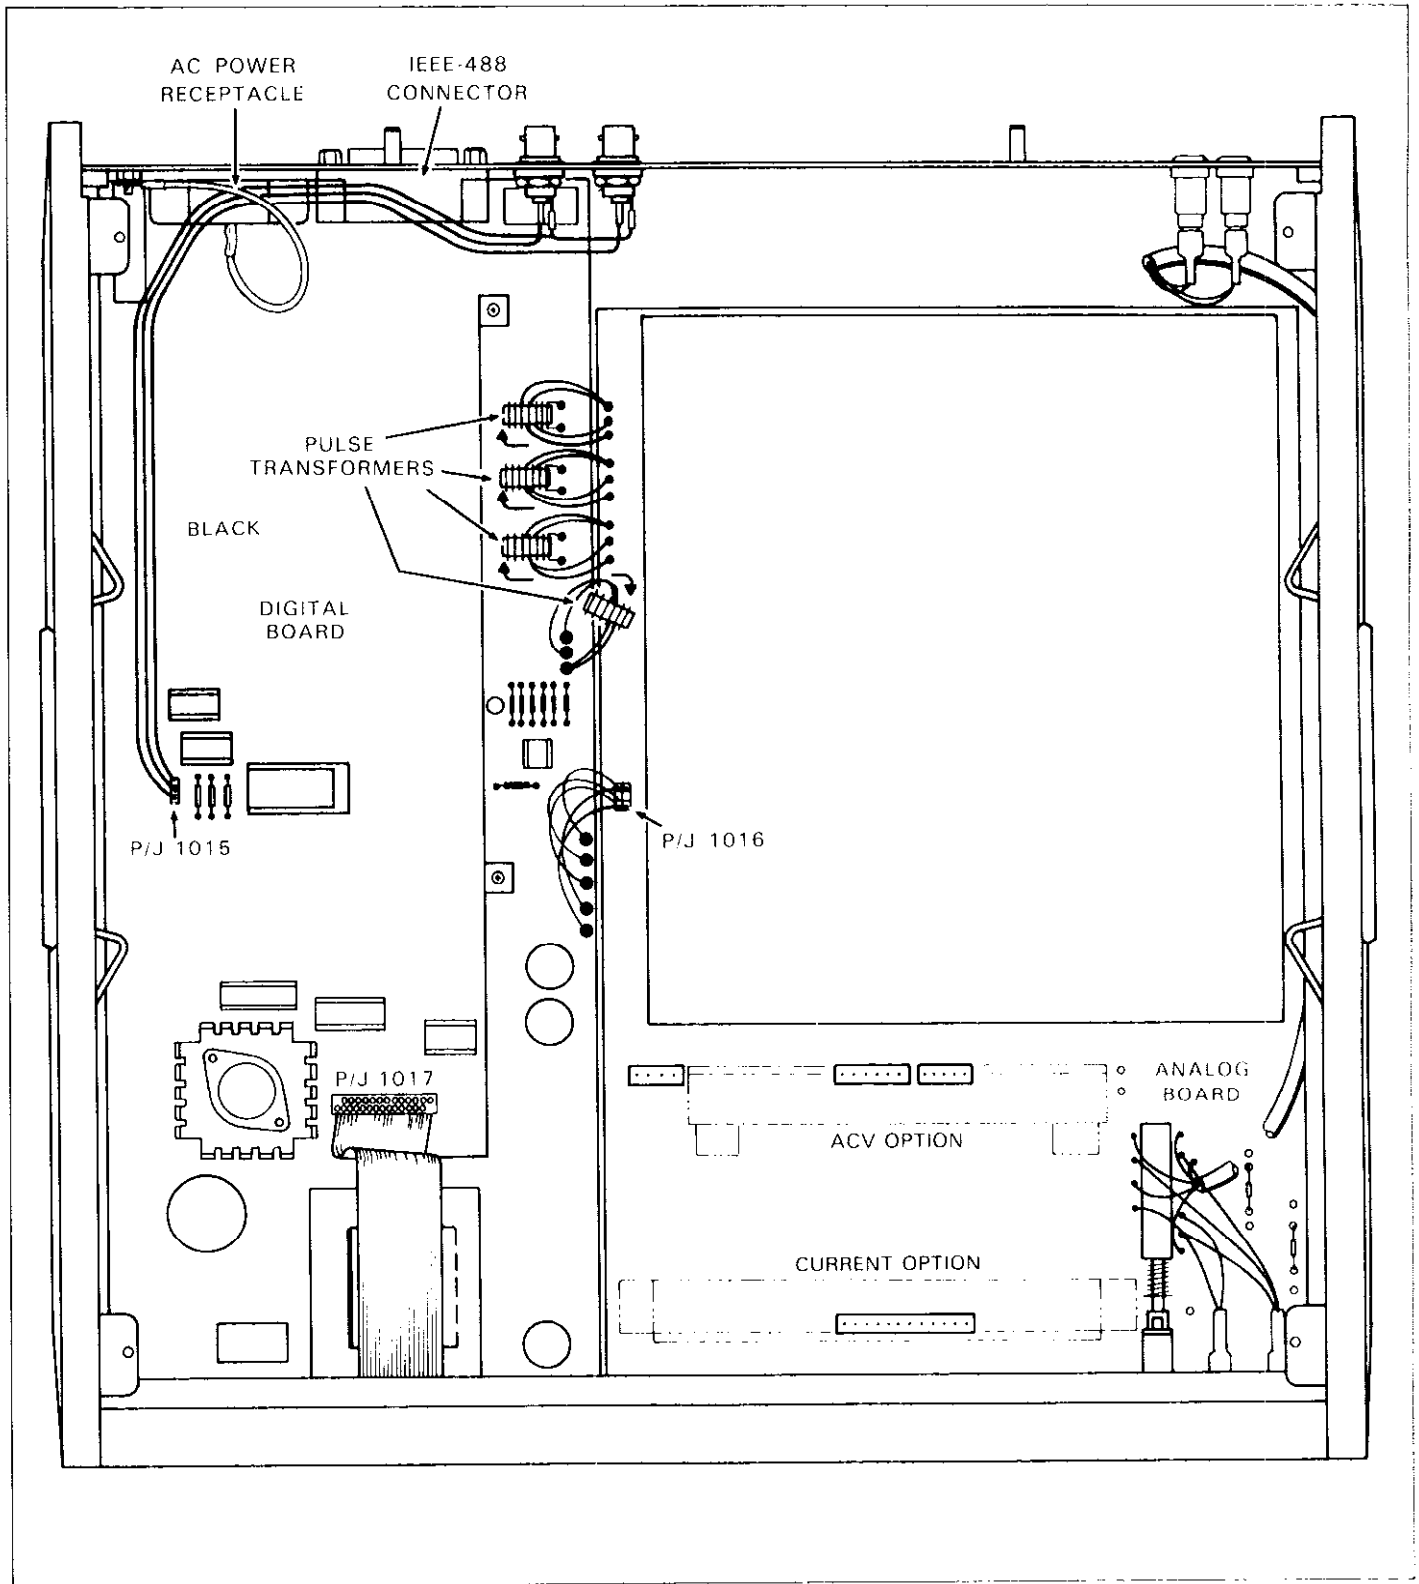 AC POWER
RECEPTACLE
IEEE-488
CONNECTOR
PULSE
TRANSFORMERS
BLACK
DIGITAL
BOARD
P/J 1015
P/J 1016
P/J 1017
ANALOG
BOARD
ACV OPTION
CURRENT OPTION